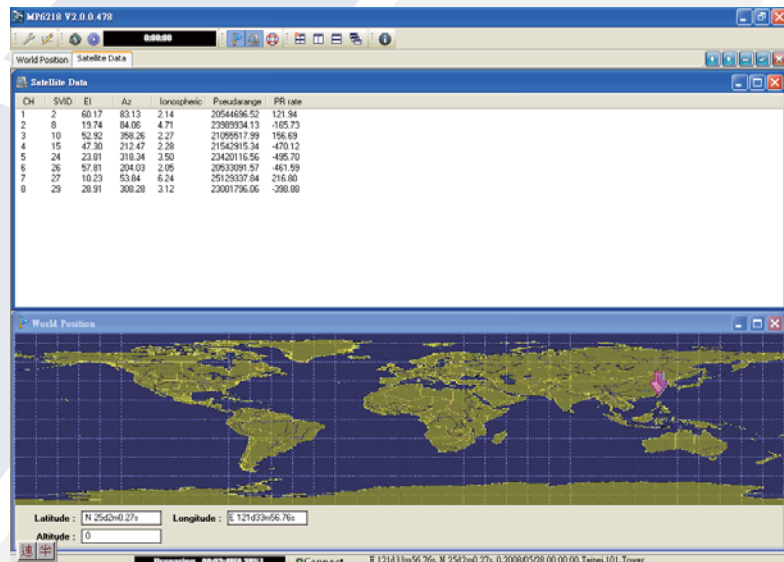 MP6218 V2.0.0.478
0:00:00
World Position Satellite Data
Satellite Data
CH SVID El Az Ionospheric Pseudarange PR rate
1 2 60.17 83.13 2.14 20544696.52 121.94
2 8 19.74 84.06 4.71 23989934.13 -165.73
3 10 52.92 358.26 2.27 21055517.99 156.69
4 15 47.30 212.47 2.28 21542915.34 -470.12
5 24 23.81 318.34 3.50 23420116.56 -495.70
6 26 57.81 204.03 2.05 20533091.57 -461.59
7 27 10.23 53.84 6.24 25129337.84 216.80
8 29 28.91 308.28 3.12 23001796.06 -398.88
World Position
Latitude : N 25d2m0.27s Longitude : E 121d33m56.76s
Altitude : 0
速 半
Preparing Connect E 121d33m56.76s, N 25d2m0.27s, 0 2008/05/28 00:00:00 Taipei 101 Tower